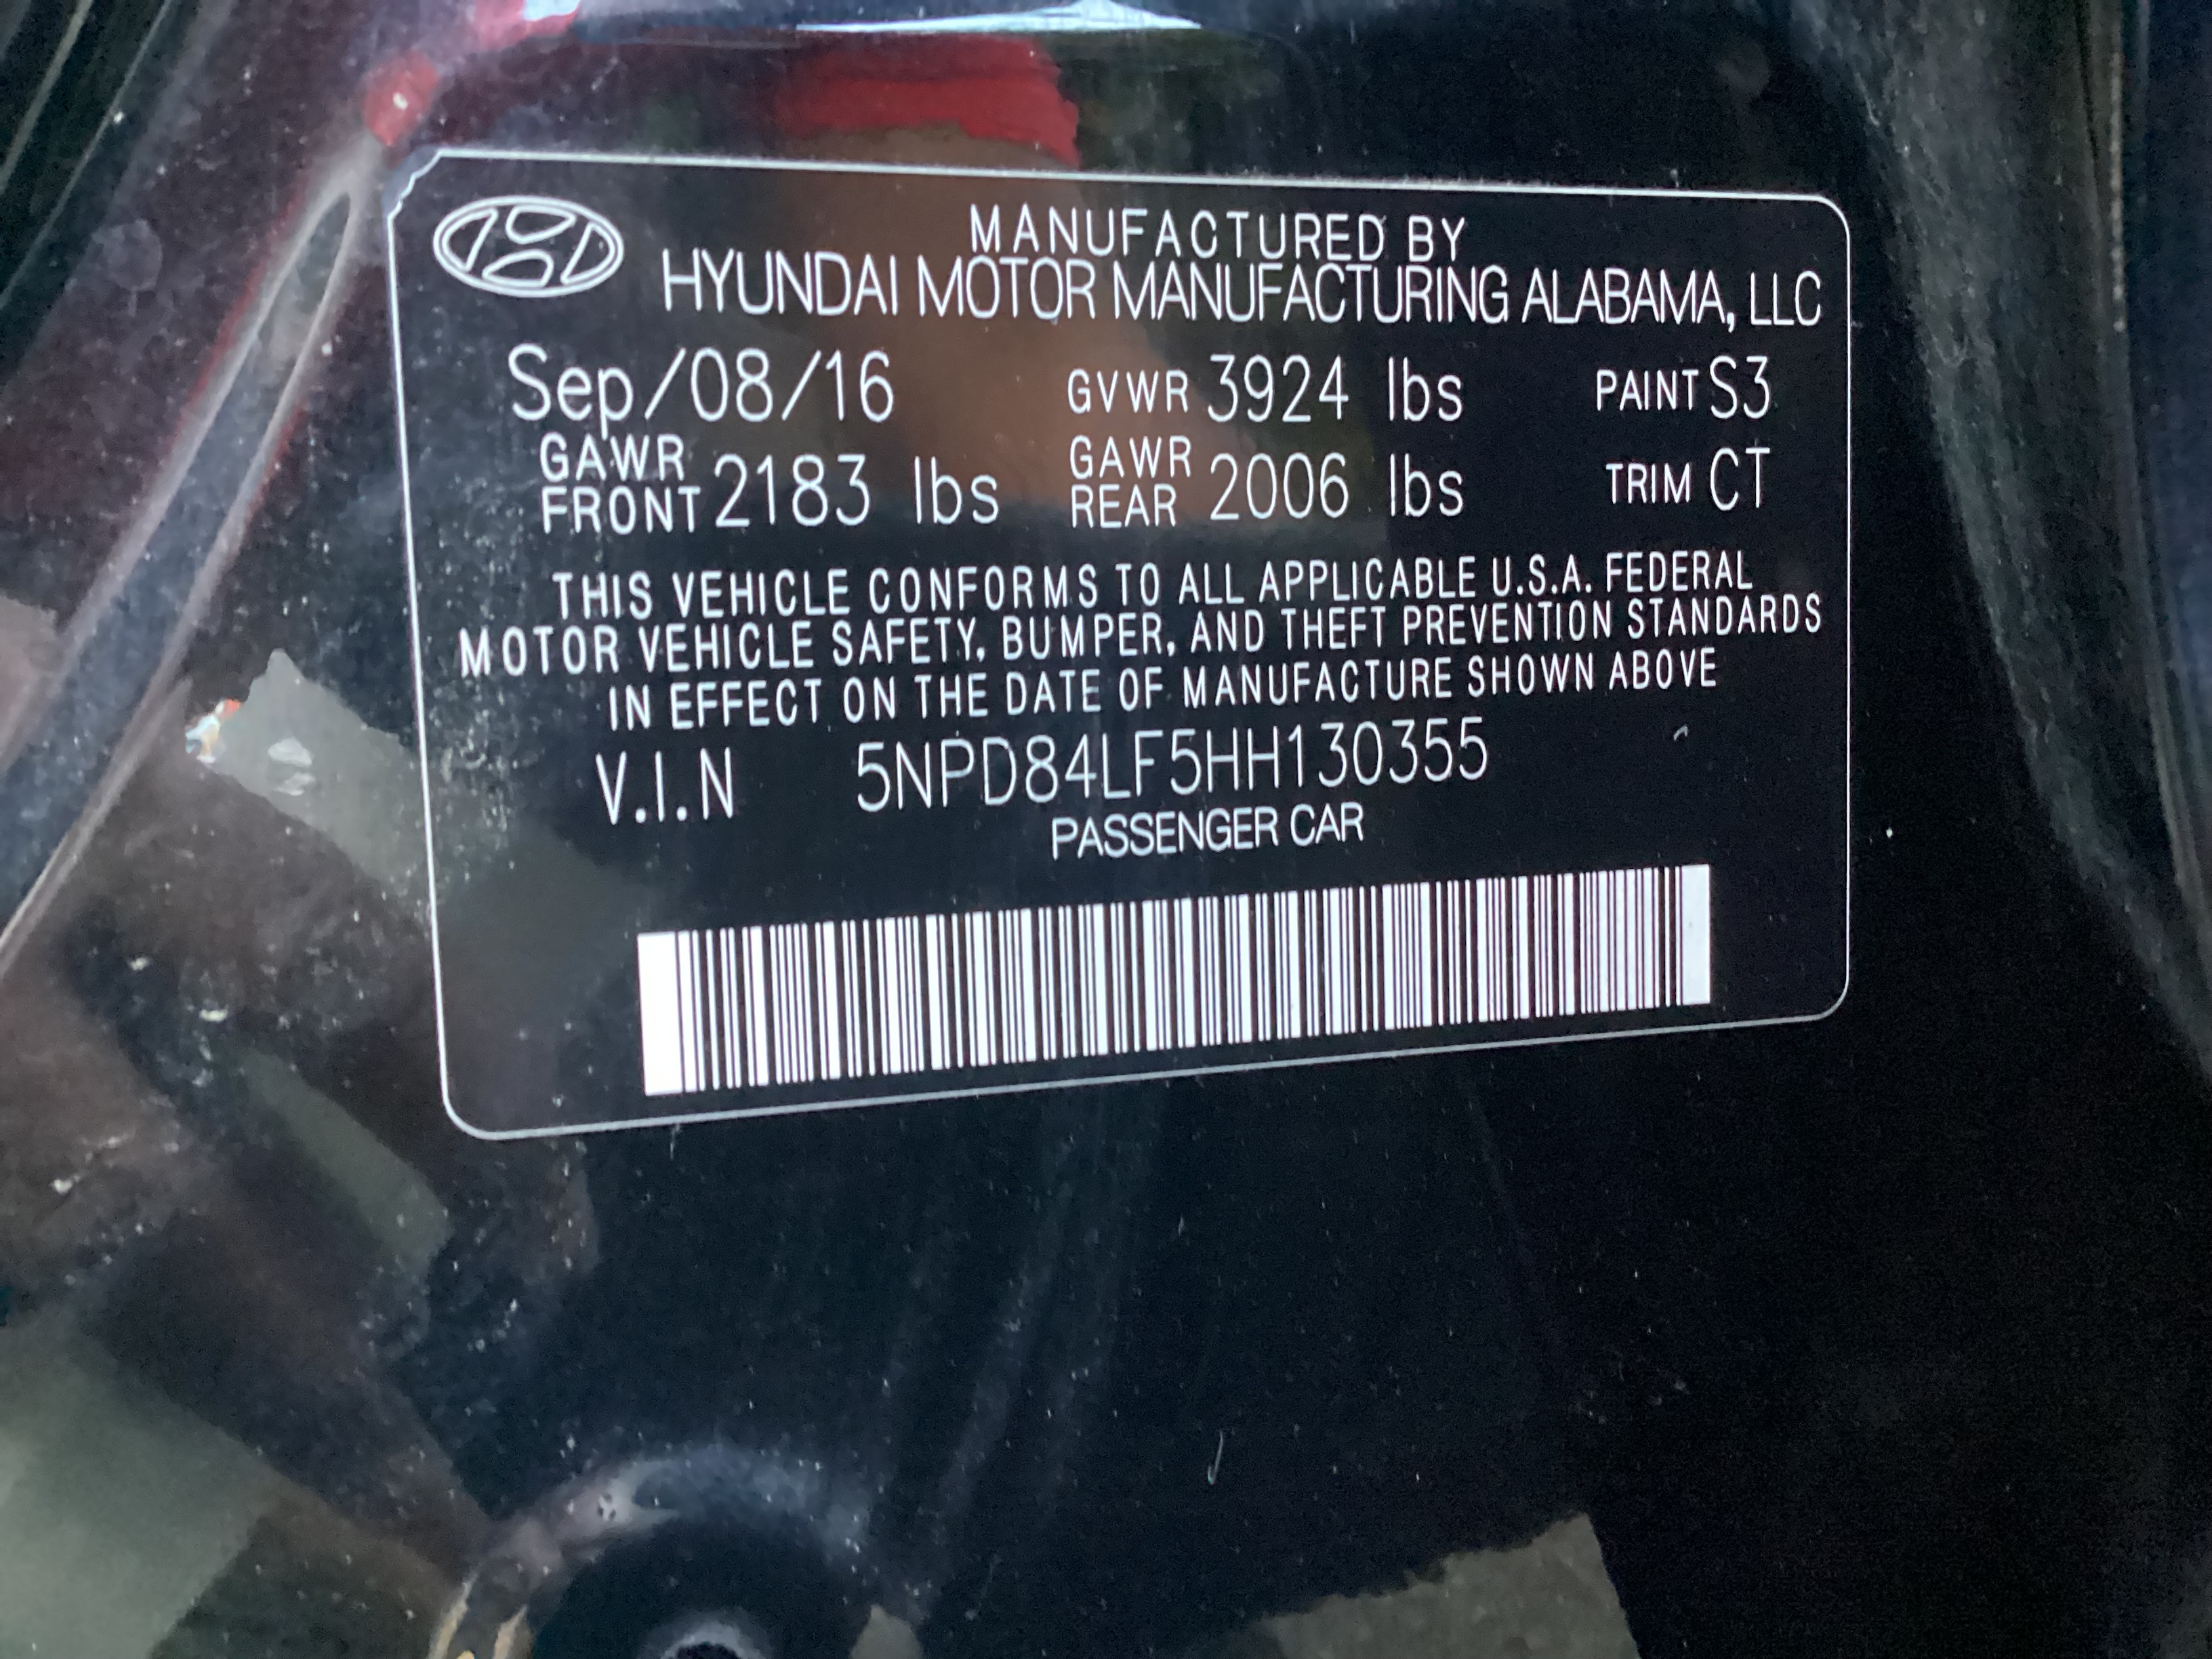 MANUFACTURED BY
HYUNDAI MOTOR MANUFACTURING ALABAMA, LLC
Sep/08/16 GVWR 3924 lbs PAINT S3
GAWR FRONT 2183 lbs GAWR REAR 2006 lbs TRIM CT
THIS VEHICLE CONFORMS TO ALL APPLICABLE U.S.A. FEDERAL
MOTOR VEHICLE SAFETY, BUMPER, AND THEFT PREVENTION STANDARDS
IN EFFECT ON THE DATE OF MANUFACTURE SHOWN ABOVE
V.I.N 5NPD84LF5HH130355
PASSENGER CAR